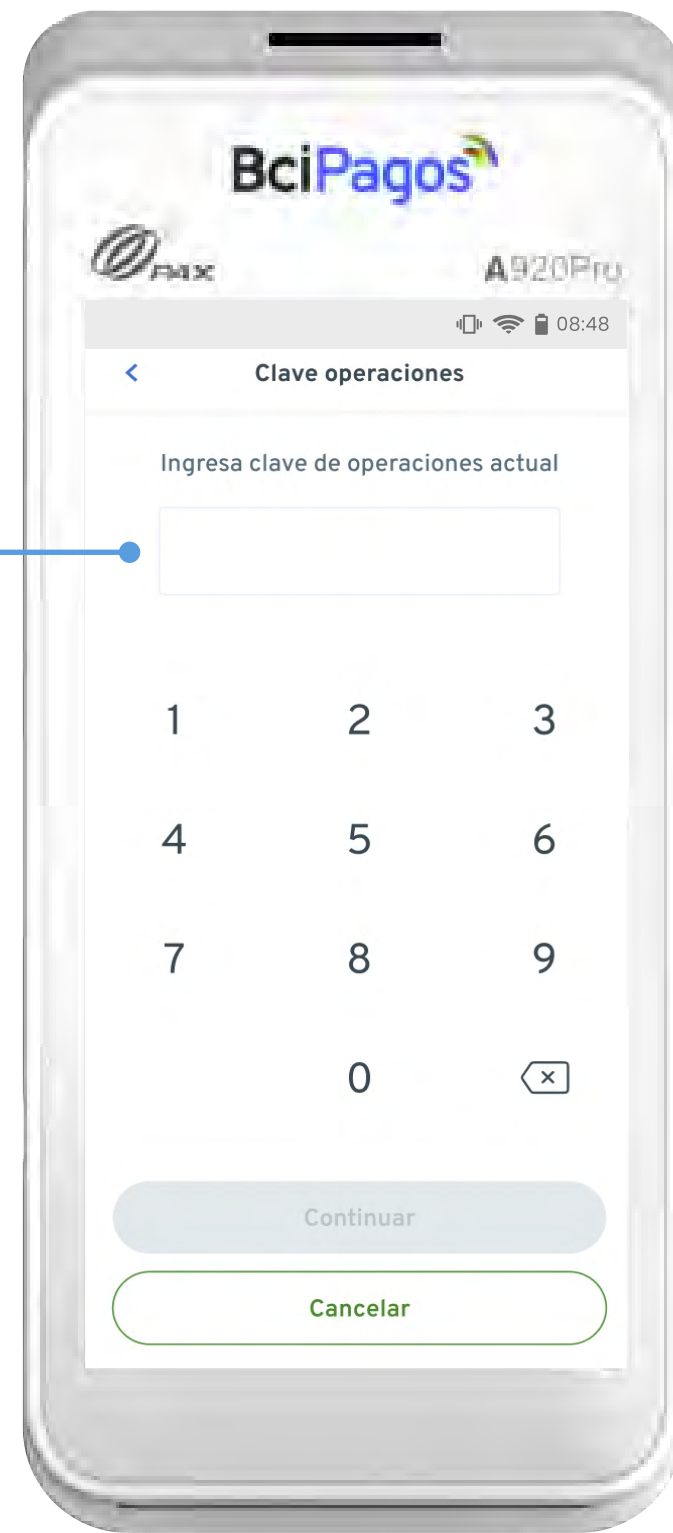 BciPagos
PAX
A920Pro
08:48
Clave operaciones
Ingresa clave de operaciones actual
1 2 3
4 5 6
7 8 9
0
Continuar
Cancelar